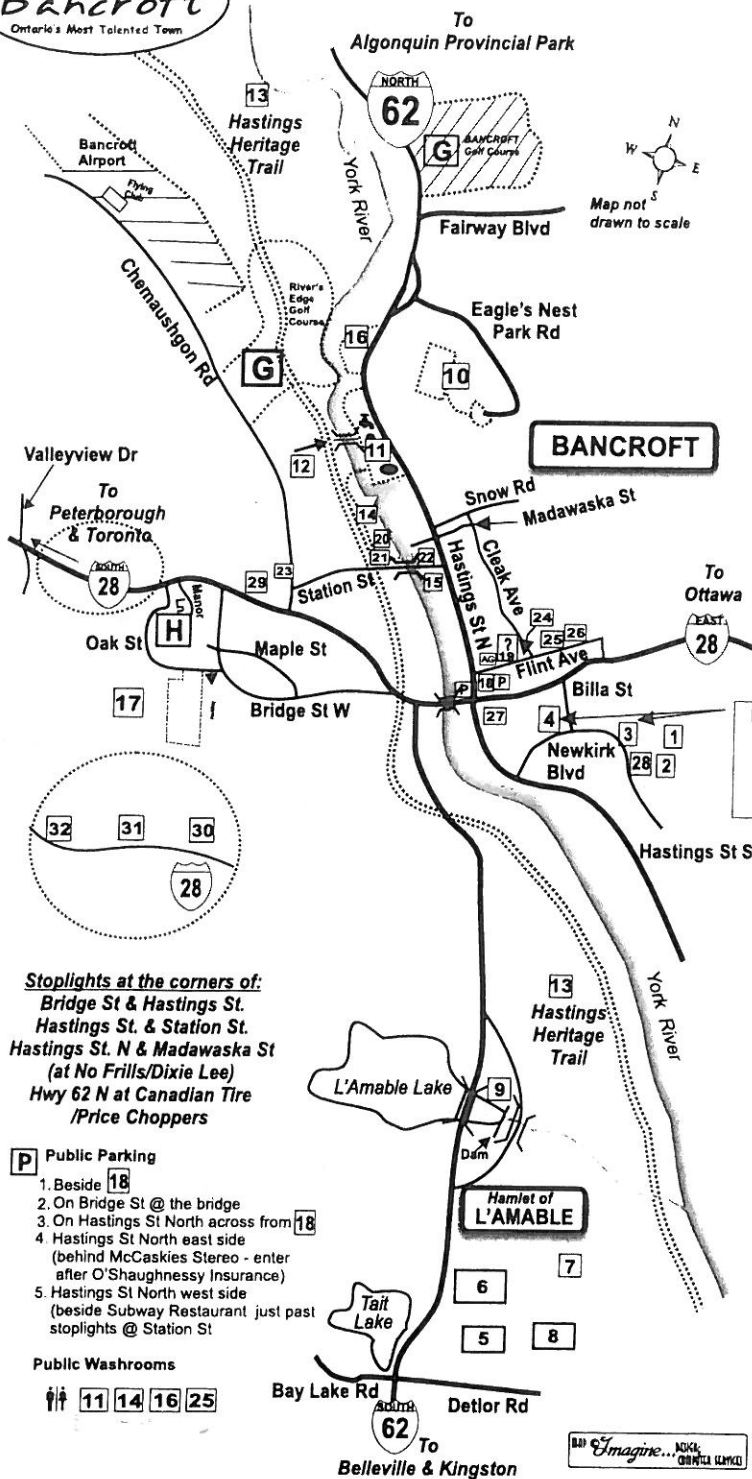 Bancroft
Ontario's Most Talented Town
To
Algonquin Provincial Park
NORTH
62
13
Hastings
Heritage
Trail
Bancroft
Airport
Flying
Club
York River
G
BANCROFT
Golf Course
N
W
E
S
Map not
drawn to scale
Fairway Blvd
Chemaushgon Rd
River's
Edge
Golf
Course
Eagle's Nest
Park Rd
16
G
10
BANCROFT
11
12
Valleyview Dr
To
Peterborough
& Toronto
SOUTH
28
14
20
21
22
15
Snow Rd
Madawaska St
Hastings St N
Cleak Ave
29
23
Station St
24
?
25
26
AG
19
Flint Ave
To
Ottawa
EAST
28
Manor
Ln
H
Oak St
Maple St
P
18
P
Billa St
17
Bridge St W
27
4
3
1
28
2
Newkirk
Blvd
32
31
30
28
Hastings St S
Stoplights at the corners of:
Bridge St & Hastings St.
Hastings St. & Station St.
Hastings St. N & Madawaska St
(at No Frills/Dixie Lee)
Hwy 62 N at Canadian Tire
/Price Choppers
13
Hastings
Heritage
Trail
York River
L'Amable Lake
9
Dam
P Public Parking
1. Beside 18
2. On Bridge St @ the bridge
3. On Hastings St North across from 18
4. Hastings St North east side
(behind McCaskies Stereo - enter
after O'Shaughnessy Insurance)
5. Hastings St North west side
(beside Subway Restaurant just past
stoplights @ Station St
Hamlet of
L'AMABLE
7
6
5
8
Tait
Lake
Public Washrooms
11 14 16 25
Bay Lake Rd
Detlor Rd
SOUTH
62
To
Belleville & Kingston
Imagine...